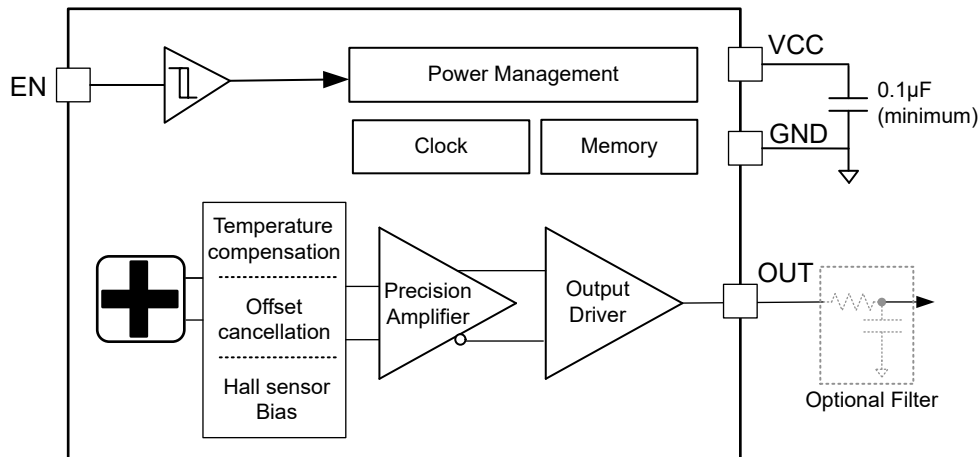 EN
Power Management
Clock
Memory
VCC
GND
0.1µF
(minimum)
Temperature
compensation
Offset
cancellation
Hall sensor
Bias
Precision
Amplifier
Output
Driver
OUT
Optional Filter